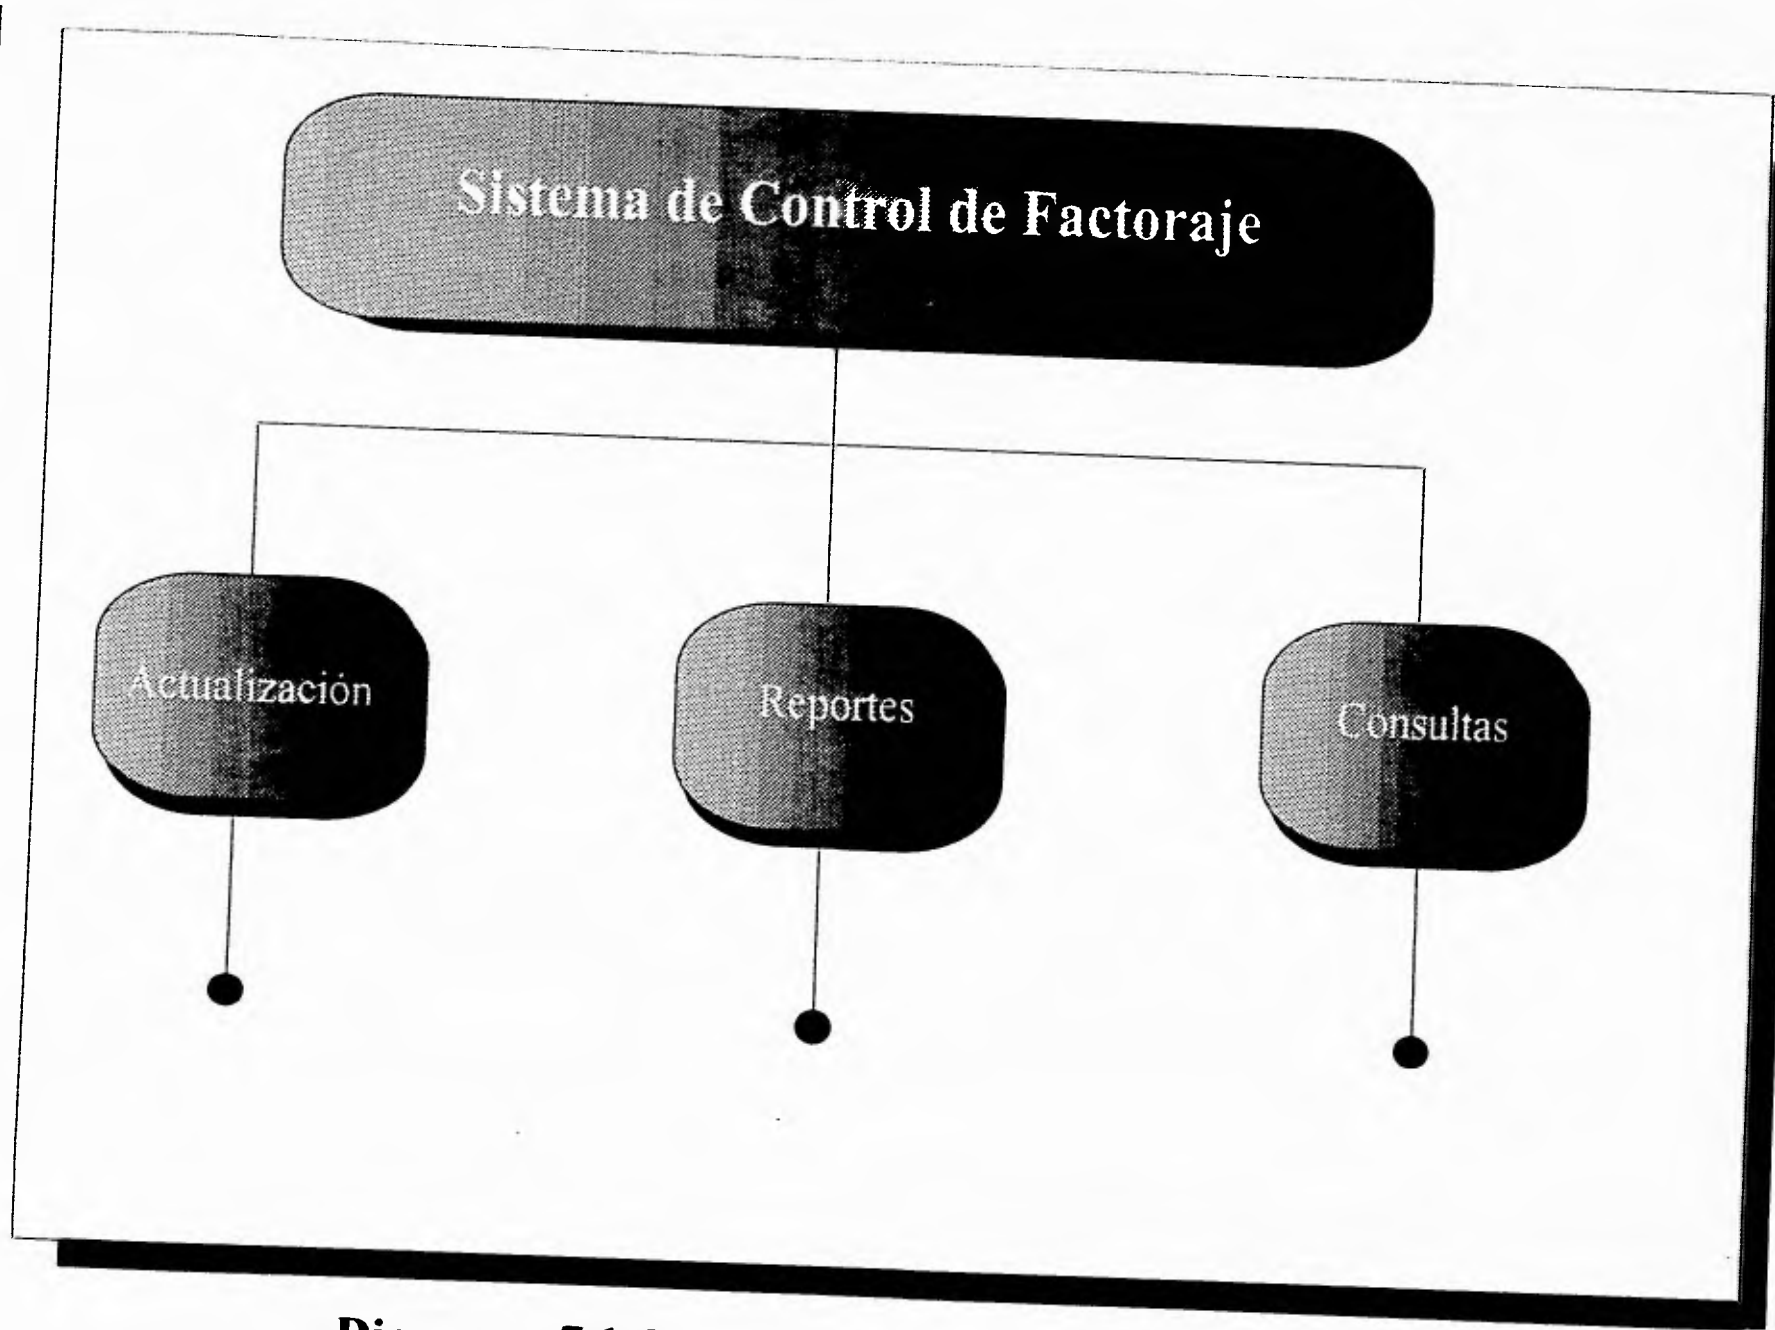 Sistema de Control de Factoraje
Actualización
Reportes
Consultas